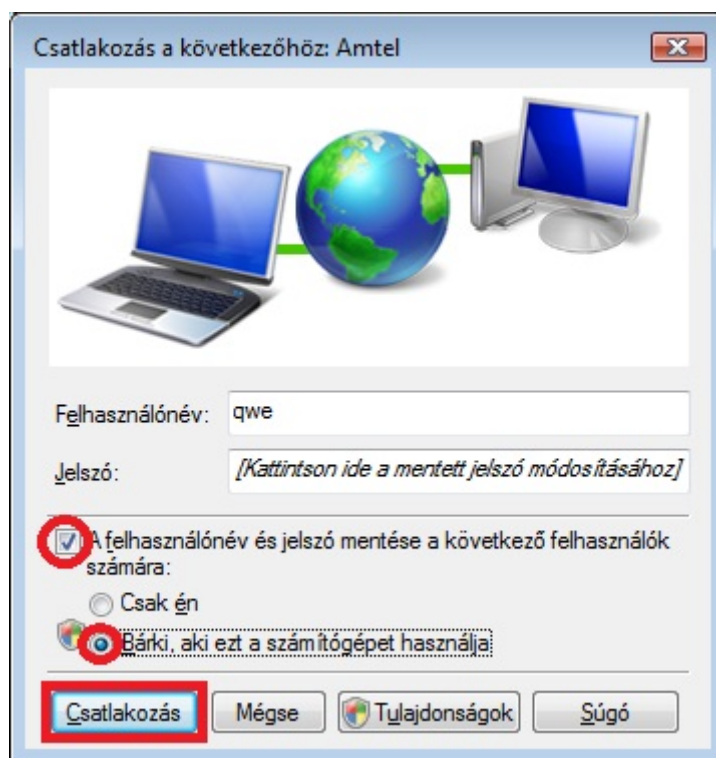 Csatlakozás a következőhöz: Amtel
Felhasználónév: qwe
Jelszó: [Kattintson ide a mentett jelszó módosításához]
A felhasználónév és jelszó mentése a következő felhasználók
számára:
Csak én
Bárki, aki ezt a számítógépet használja
Csatlakozás Mégse Tulajdonságok Súgó